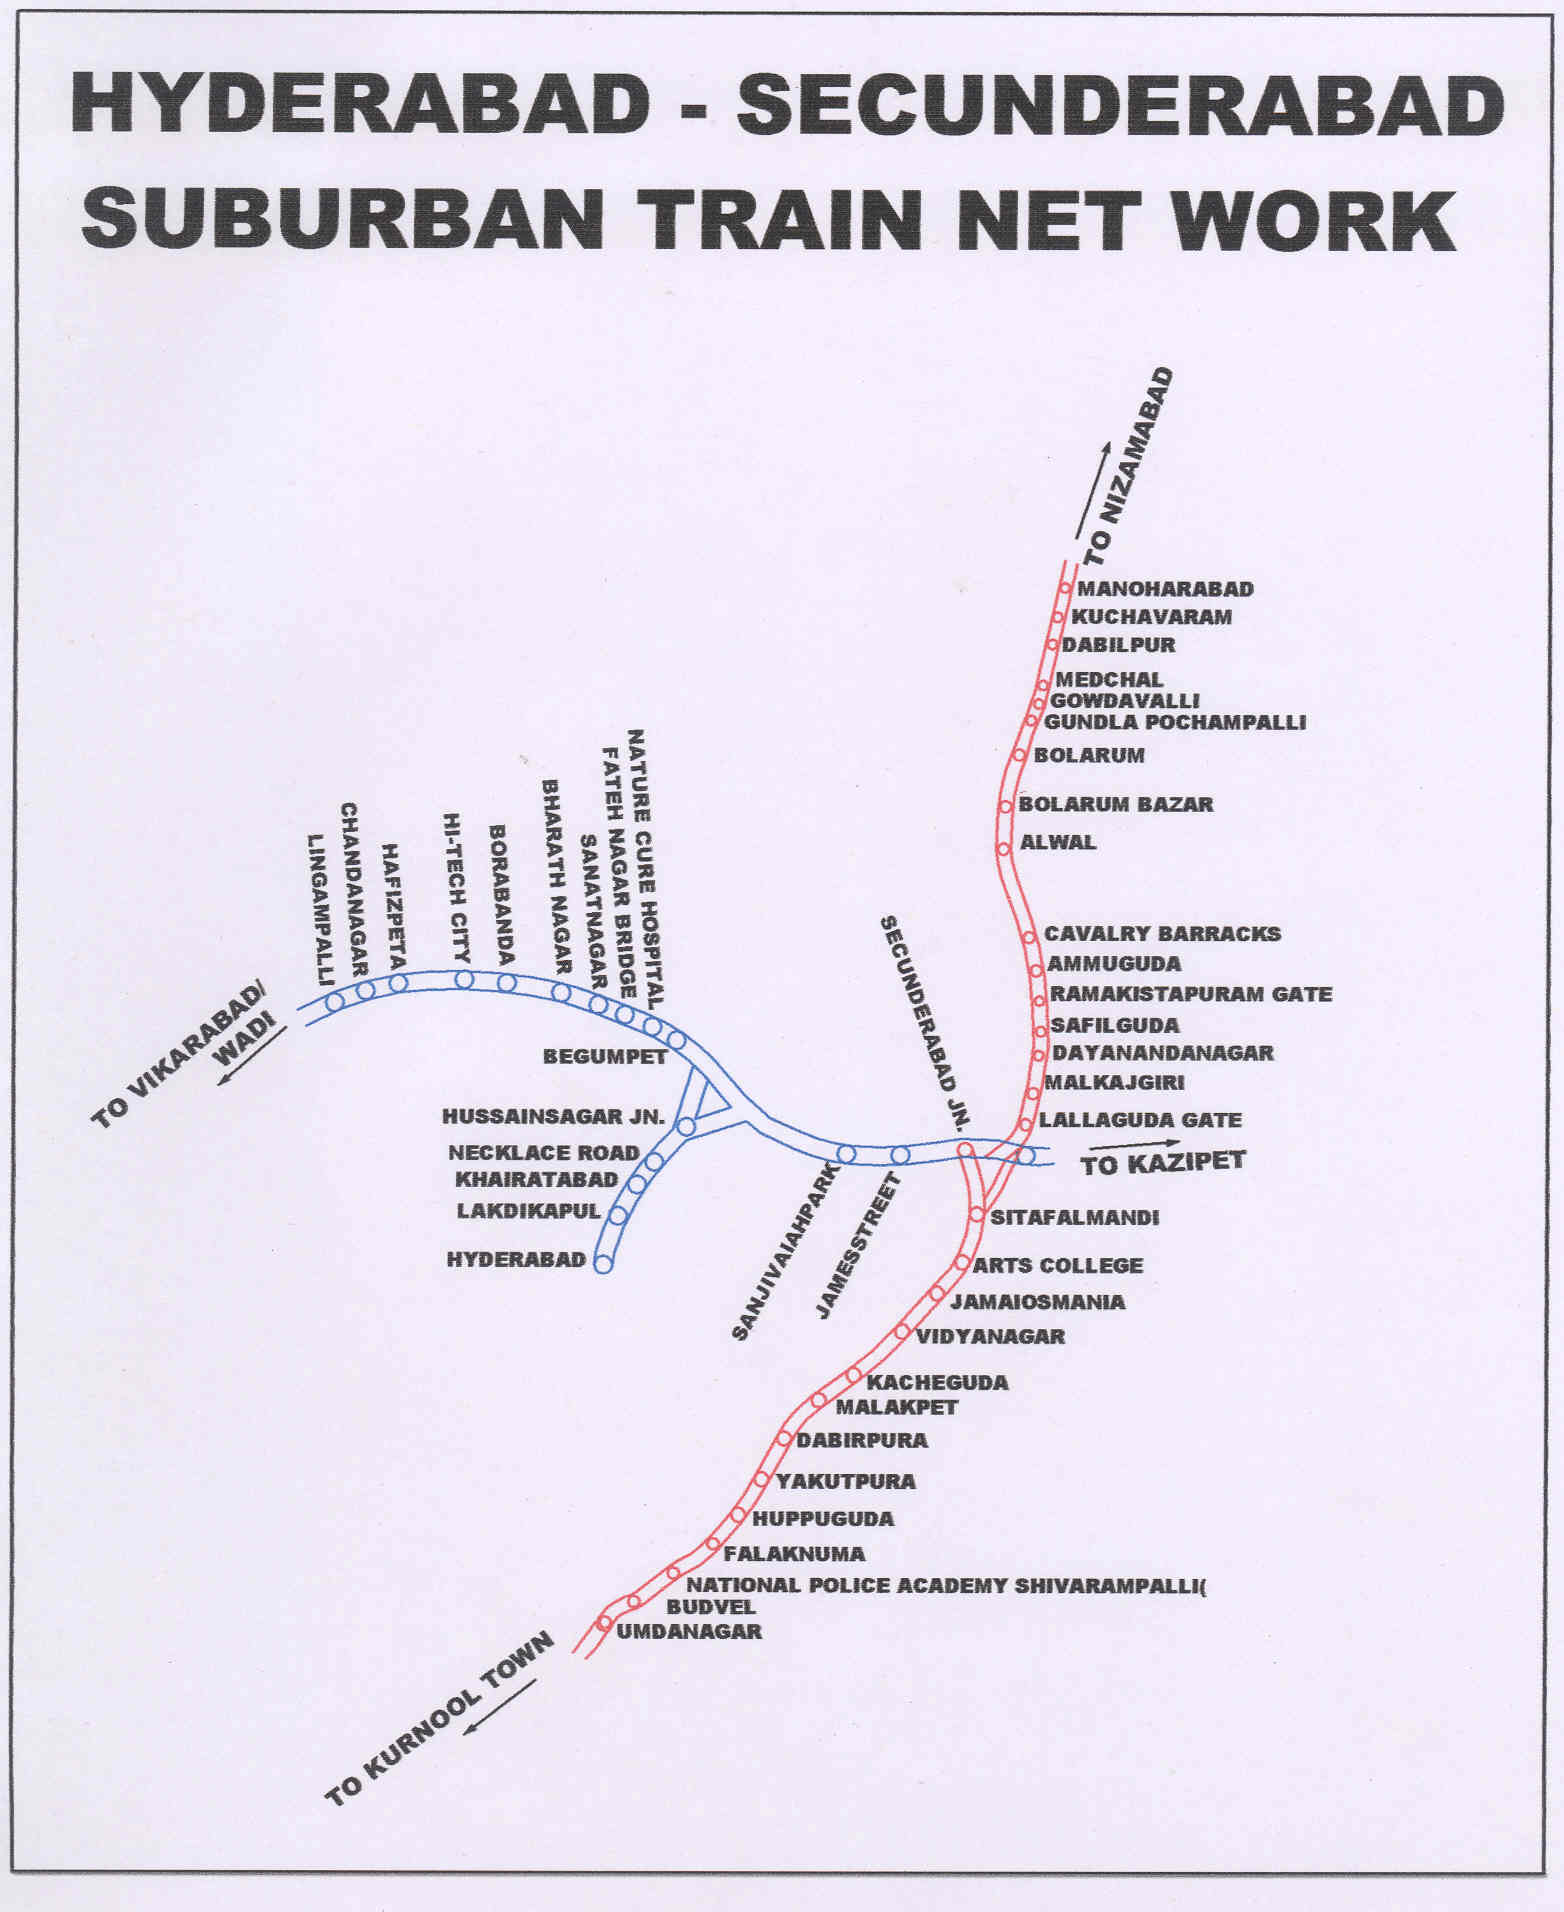 HYDERABAD - SECUNDERABAD
SUBURBAN TRAIN NET WORK
TO NIZAMABAD
MANOHARABAD
KUCHAVARAM
DABILPUR
MEDCHAL
GOWDAVALLI
GUNDLA POCHAMPALLI
BOLARUM
BOLARUM BAZAR
ALWAL
CAVALRY BARRACKS
AMMUGUDA
RAMAKISTAPURAM GATE
SAFILGUDA
DAYANANDANAGAR
MALKAJGIRI
LALLAGUDA GATE
TO KAZIPET
SECUNDERABAD JN.
TO VIKARABAD/
WADI
LINGAMPALLI
CHANDANAGAR
HAFIZPETA
HI-TECH CITY
BORABANDA
BHARATH NAGAR
SANATNAGAR
FATEH NAGAR BRIDGE
NATURE CURE HOSPITAL
BEGUMPET
HUSSAINSAGAR JN.
NECKLACE ROAD
KHAIRATABAD
LAKDIKAPUL
HYDERABAD
SANJIVAIAHPARK
JAMESSTREET
SITAFALMANDI
ARTS COLLEGE
JAMAIOSMANIA
VIDYANAGAR
KACHEGUDA
MALAKPET
DABIRPURA
YAKUTPURA
HUPPUGUDA
FALAKNUMA
NATIONAL POLICE ACADEMY SHIVARAMPALLI(
BUDVEL
UMDANAGAR
TO KURNOOL TOWN